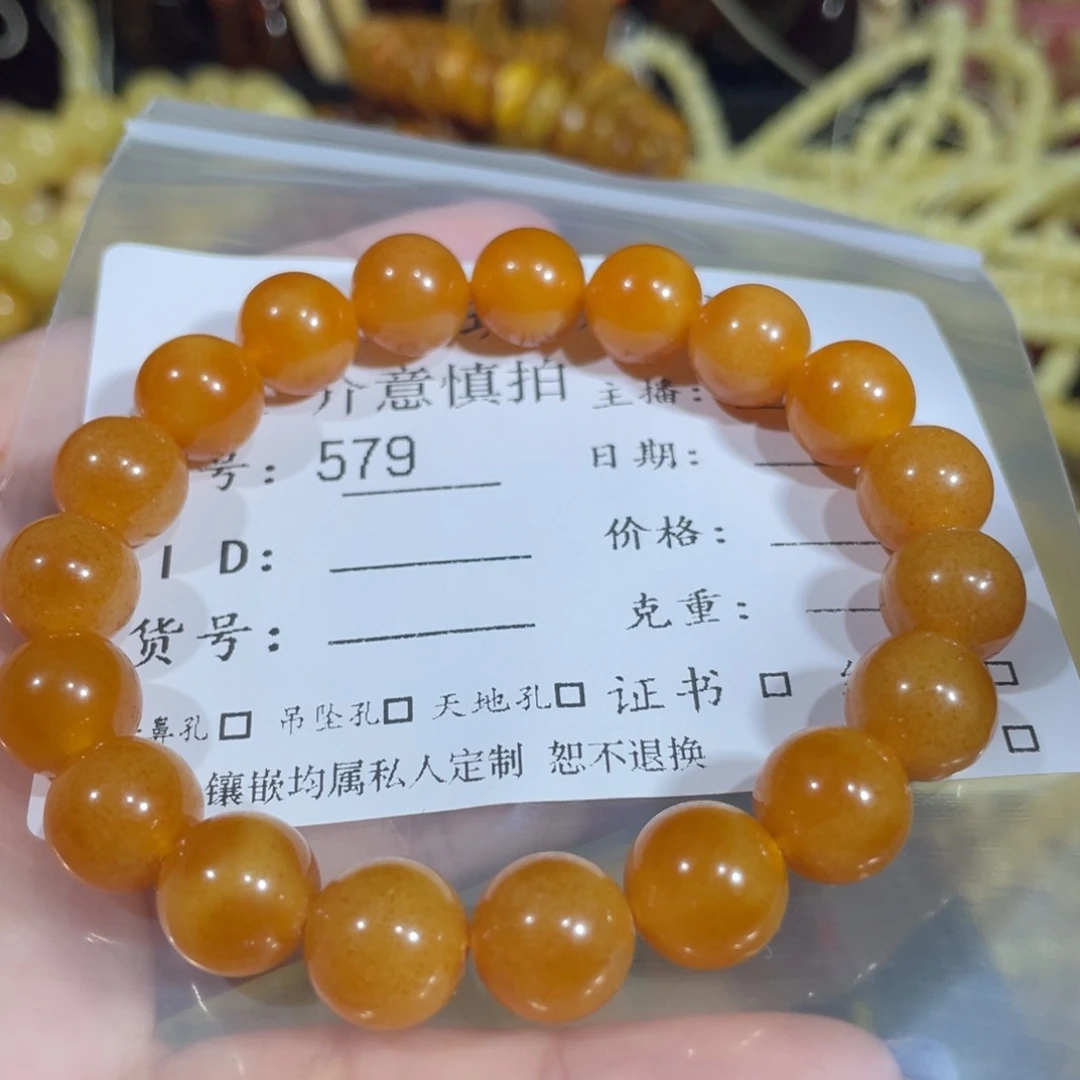 介意慎拍 主播:
号: 579 日期:
ID: 价格:
货号: 克重:
鼻孔□ 吊坠孔□ 天地孔□ 证书□
镶嵌均属私人定制 恕不退换